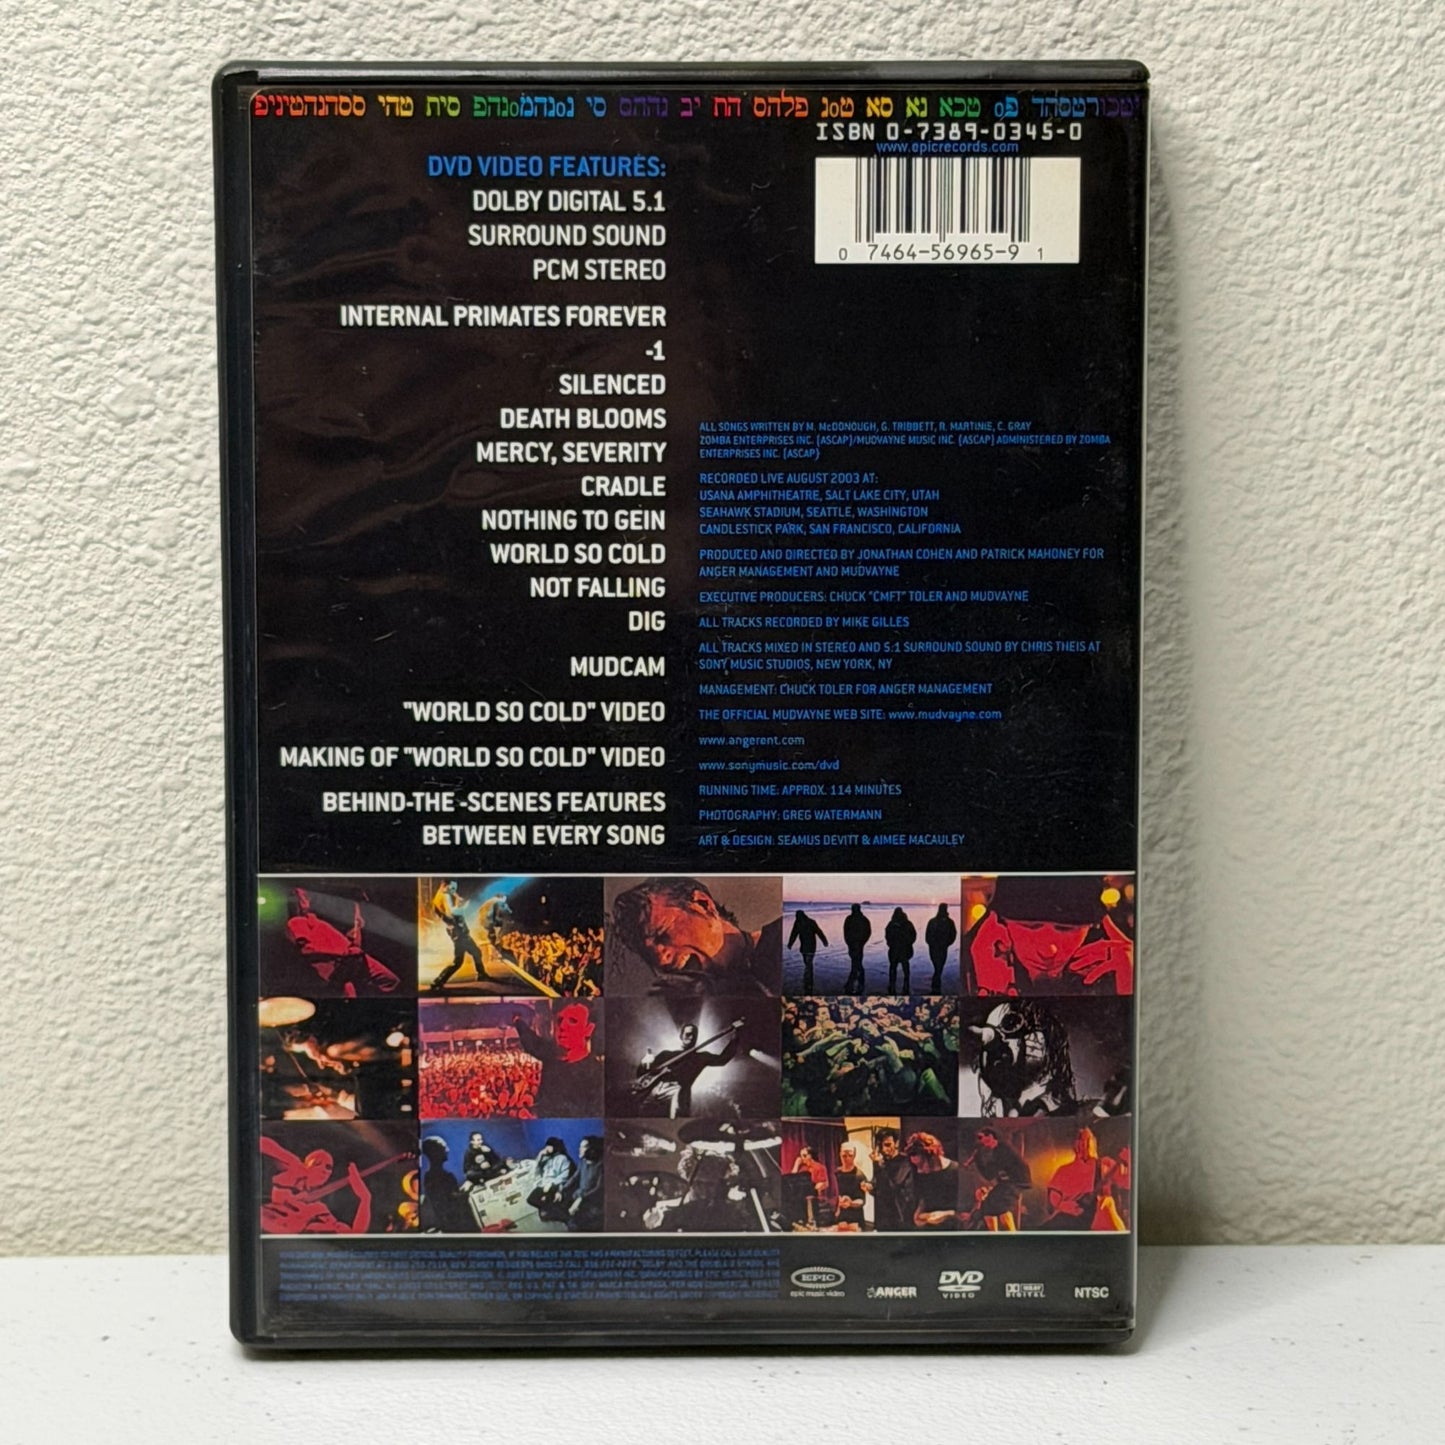 ISBN 0-7389-0345-0
www.epicrecords.com
0 7464-56965-9 1
DVD VIDEO FEATURES:
DOLBY DIGITAL 5.1
SURROUND SOUND
PCM STEREO
INTERNAL PRIMATES FOREVER
-1
SILENCED
DEATH BLOOMS
MERCY, SEVERITY
CRADLE
NOTHING TO GEIN
WORLD SO COLD
NOT FALLING
DIG
MUDCAM
"WORLD SO COLD" VIDEO
MAKING OF "WORLD SO COLD" VIDEO
BEHIND-THE -SCENES FEATURES
BETWEEN EVERY SONG
ALL SONGS WRITTEN BY M. McDONOUGH, G. TRIBBETT, R. MARTINIE, C. GRAY
ZOMBA ENTERPRISES INC. (ASCAP)/MUDVAYNE MUSIC INC. (ASCAP) ADMINISTERED BY ZOMBA
ENTERPRISES INC. (ASCAP)
RECORDED LIVE AUGUST 2003 AT:
USANA AMPHITHEATRE, SALT LAKE CITY, UTAH
SEAHAWK STADIUM, SEATTLE, WASHINGTON
CANDLESTICK PARK, SAN FRANCISCO, CALIFORNIA
PRODUCED AND DIRECTED BY JONATHAN COHEN AND PATRICK MAHONEY FOR
ANGER MANAGEMENT AND MUDVAYNE
EXECUTIVE PRODUCERS: CHUCK "CMFT" TOLER AND MUDVAYNE
ALL TRACKS RECORDED BY MIKE GILLES
ALL TRACKS MIXED IN STEREO AND 5:1 SURROUND SOUND BY CHRIS THEIS AT
SONY MUSIC STUDIOS, NEW YORK, NY
MANAGEMENT: CHUCK TOLER FOR ANGER MANAGEMENT
THE OFFICIAL MUDVAYNE WEB SITE: www.mudvayne.com
www.angerent.com
www.sonymusic.com/dvd
RUNNING TIME: APPROX. 114 MINUTES
PHOTOGRAPHY: GREG WATERMANN
ART & DESIGN: SEAMUS DEVITT & AIMEE MACAULEY
EPIC
epic music video
ANGER
DVD
VIDEO
DOLBY
DIGITAL
NTSC